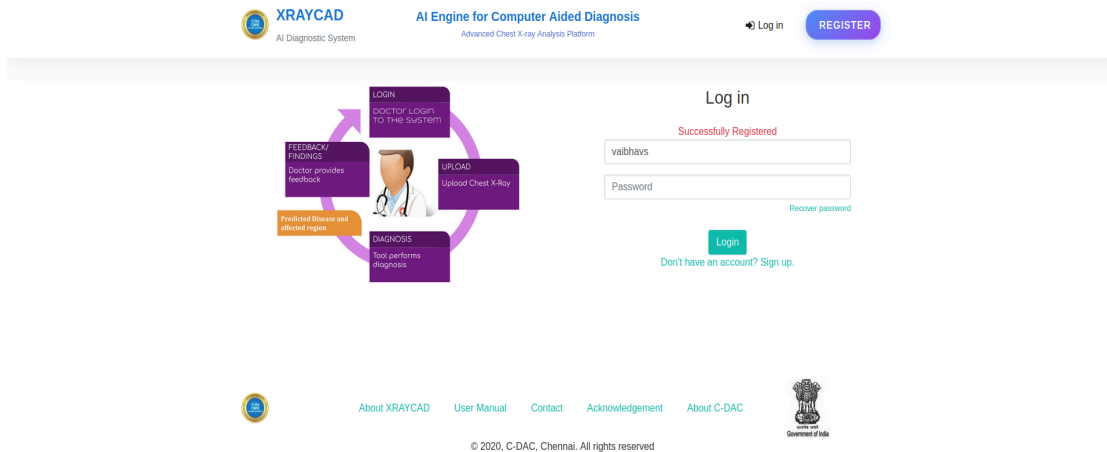 XRAYCAD
AI Diagnostic System
AI Engine for Computer Aided Diagnosis
Advanced Chest X-ray Analysis Platform
Log in
REGISTER
LOGIN
DOCTOR LOGIN
TO THE SYSTEM
FEEDBACK/
FINDINGS
Doctor provides
feedback
UPLOAD
Upload Chest X-Ray
Predicted Disease and
affected region
DIAGNOSIS
Tool performs
diagnosis
Log in
Successfully Registered
vaibhavs
Password
Recover password
Login
Don't have an account? Sign up.
About XRAYCAD
User Manual
Contact
Acknowledgement
About C-DAC
Government of India
© 2020, C-DAC, Chennai. All rights reserved